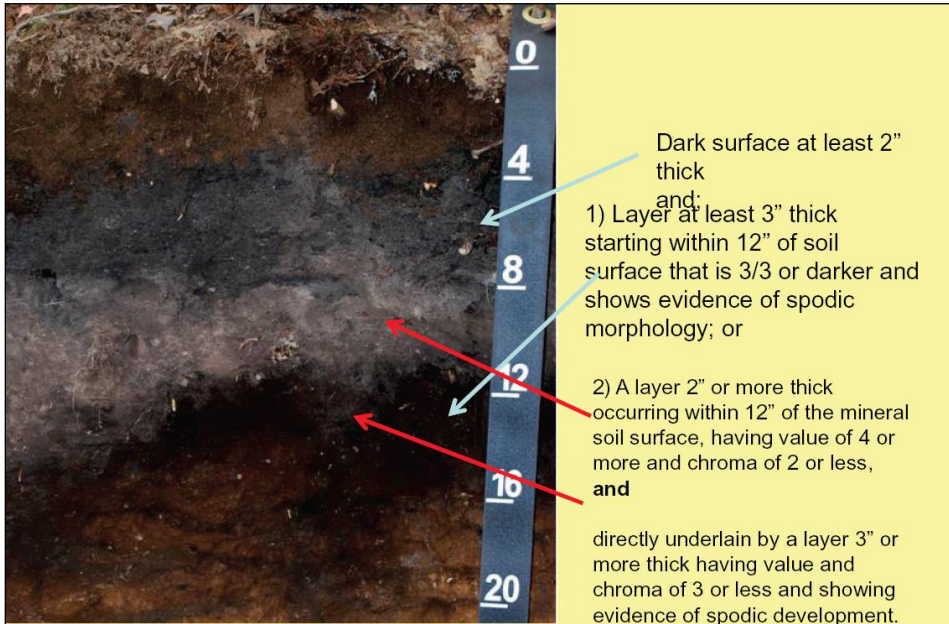 0
4
8
12
16
20
Dark surface at least 2”
thick
and;
1) Layer at least 3” thick
starting within 12” of soil
surface that is 3/3 or darker and
shows evidence of spodic
morphology; or
2) A layer 2” or more thick
occurring within 12” of the mineral
soil surface, having value of 4 or
more and chroma of 2 or less,
and
directly underlain by a layer 3” or
more thick having value and
chroma of 3 or less and showing
evidence of spodic development.